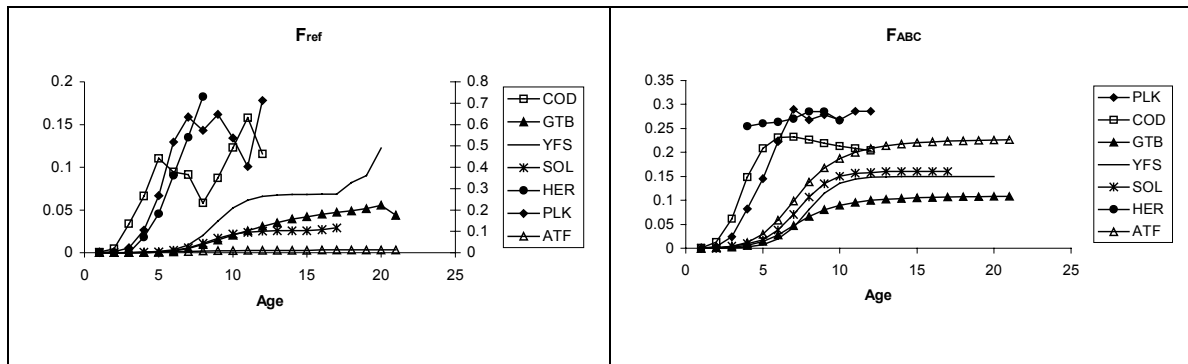 Fref
0.2
0.15
0.1
0.05
0
0.8
0.7
0.6
0.5
0.4
0.3
0.2
0.1
0
0 5 10 15 20 25
Age
COD
GTB
YFS
SOL
HER
PLK
ATF
FABC
0.35
0.3
0.25
0.2
0.15
0.1
0.05
0
0 5 10 15 20 25
Age
PLK
COD
GTB
YFS
SOL
HER
ATF